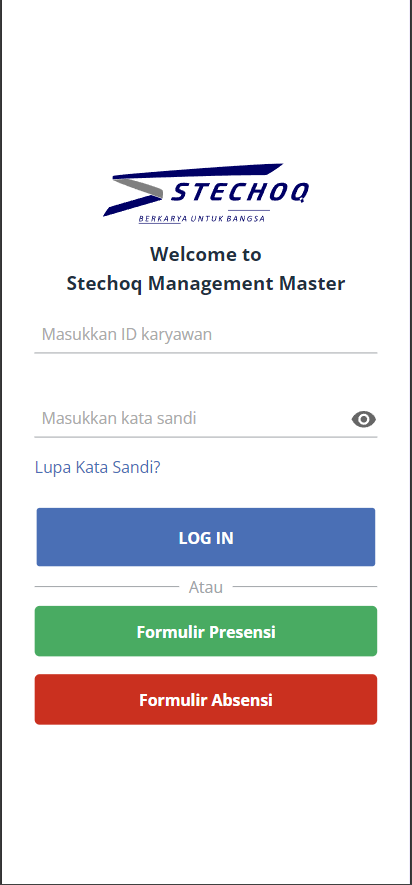 STECHOQ
BERKARYA UNTUK BANGSA
Welcome to
Stechoq Management Master
Masukkan ID karyawan
Masukkan kata sandi
Lupa Kata Sandi?
LOG IN
Atau
Formulir Presensi
Formulir Absensi